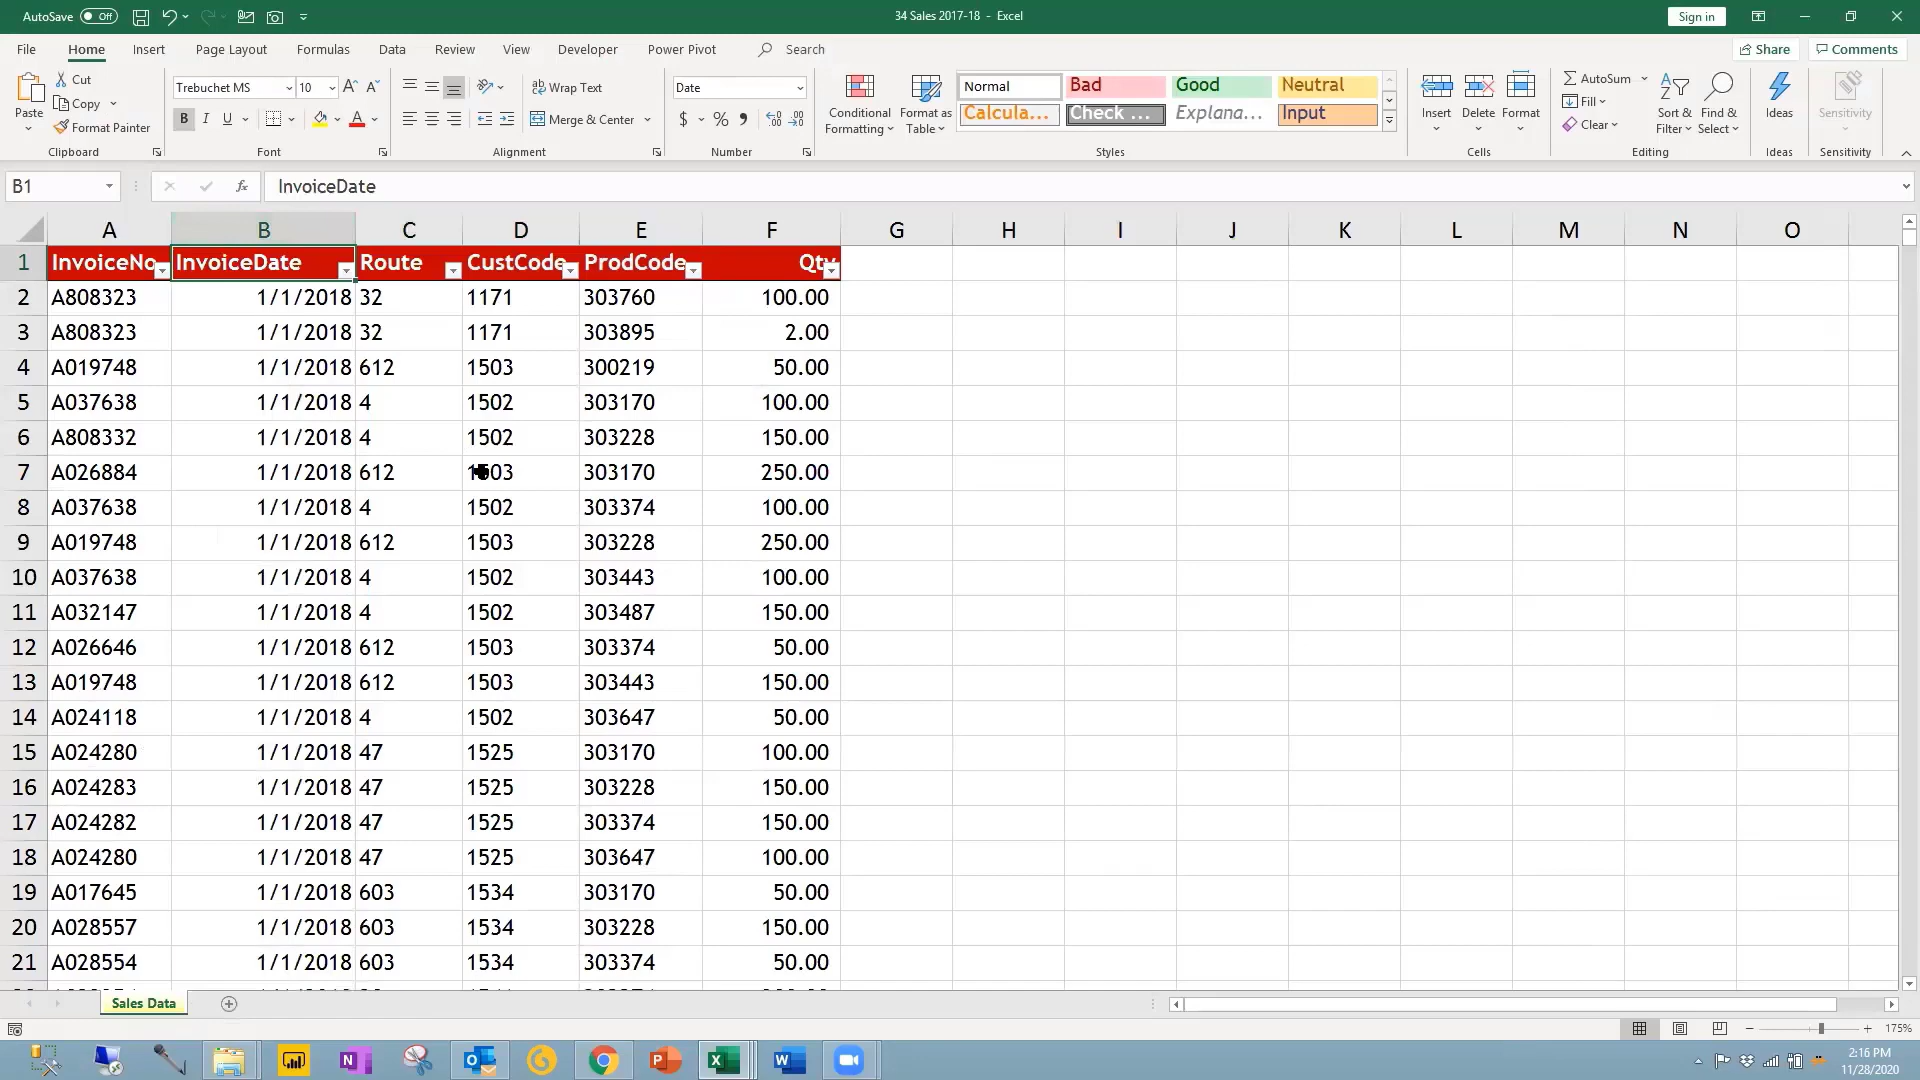 AutoSave Off 34 Sales 2017-18 - Excel Sign in
File Home Insert Page Layout Formulas Data Review View Developer Power Pivot Search Share Comments
Paste Cut Copy Format Painter Clipboard
Trebuchet MS 10 B I U Font
Wrap Text Merge & Center Alignment
Date $ % Number
Conditional Formatting Format as Table Normal Bad Good Neutral
Calcula... Check ... Explana... Input Styles
Insert Delete Format Cells
AutoSum Fill Clear Sort & Filter Find & Select Editing
Ideas Ideas Sensitivity Sensitivity
B1 fx InvoiceDate
A B C D E F G H I J K L M N O
1 InvoiceNo InvoiceDate Route CustCode ProdCode Qty
2 A808323 1/1/2018 32 1171 303760 100.00
3 A808323 1/1/2018 32 1171 303895 2.00
4 A019748 1/1/2018 612 1503 300219 50.00
5 A037638 1/1/2018 4 1502 303170 100.00
6 A808332 1/1/2018 4 1502 303228 150.00
7 A026884 1/1/2018 612 1503 303170 250.00
8 A037638 1/1/2018 4 1502 303374 100.00
9 A019748 1/1/2018 612 1503 303228 250.00
10 A037638 1/1/2018 4 1502 303443 100.00
11 A032147 1/1/2018 4 1502 303487 150.00
12 A026646 1/1/2018 612 1503 303374 50.00
13 A019748 1/1/2018 612 1503 303443 150.00
14 A024118 1/1/2018 4 1502 303647 50.00
15 A024280 1/1/2018 47 1525 303170 100.00
16 A024283 1/1/2018 47 1525 303228 150.00
17 A024282 1/1/2018 47 1525 303374 150.00
18 A024280 1/1/2018 47 1525 303647 100.00
19 A017645 1/1/2018 603 1534 303170 50.00
20 A028557 1/1/2018 603 1534 303228 150.00
21 A028554 1/1/2018 603 1534 303374 50.00
Sales Data
175%
2:16 PM
11/28/2020